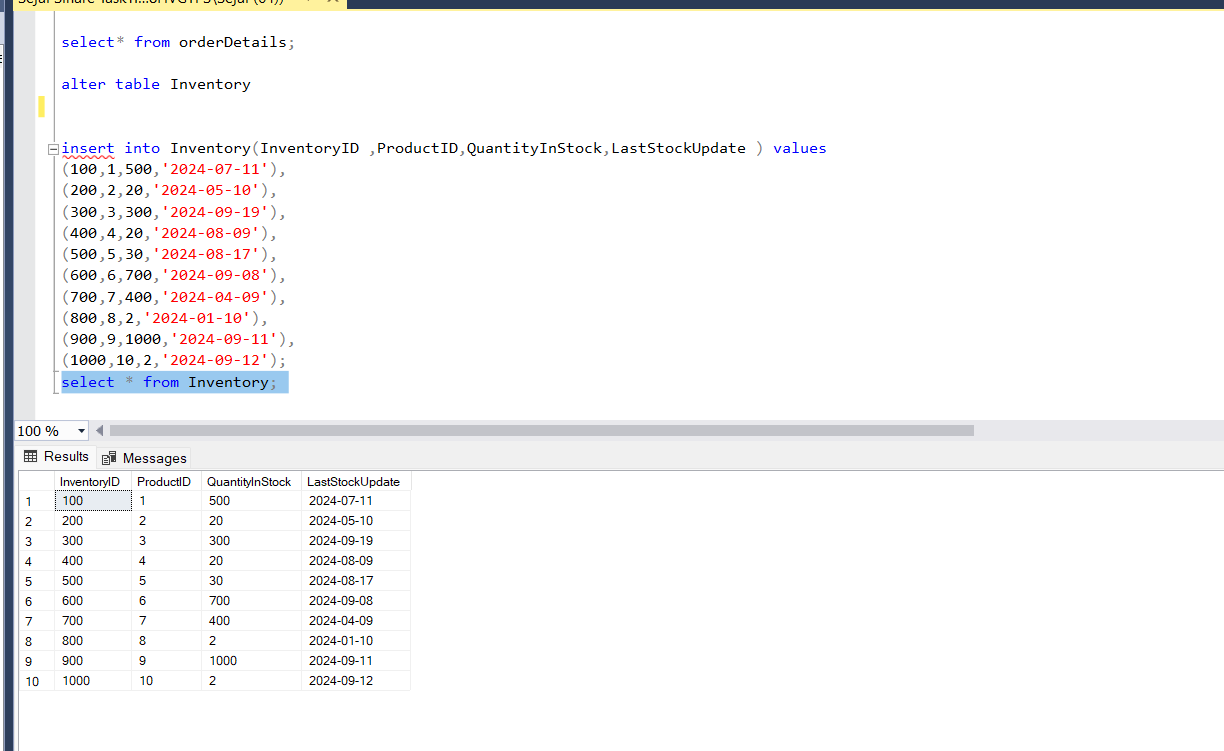 select* from orderDetails;
alter table Inventory
insert into Inventory(InventoryID ,ProductID,QuantityInStock,LastStockUpdate ) values
(100,1,500,'2024-07-11'),
(200,2,20,'2024-05-10'),
(300,3,300,'2024-09-19'),
(400,4,20,'2024-08-09'),
(500,5,30,'2024-08-17'),
(600,6,700,'2024-09-08'),
(700,7,400,'2024-04-09'),
(800,8,2,'2024-01-10'),
(900,9,1000,'2024-09-11'),
(1000,10,2,'2024-09-12');
select * from Inventory;
100 %
Results Messages
InventoryID ProductID QuantityInStock LastStockUpdate
1 100 1 500 2024-07-11
2 200 2 20 2024-05-10
3 300 3 300 2024-09-19
4 400 4 20 2024-08-09
5 500 5 30 2024-08-17
6 600 6 700 2024-09-08
7 700 7 400 2024-04-09
8 800 8 2 2024-01-10
9 900 9 1000 2024-09-11
10 1000 10 2 2024-09-12